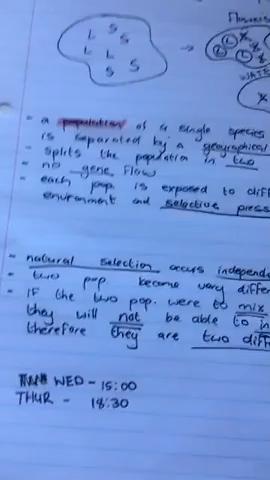 L S
L S
L L S
S S
Flowers
L
L
L
WATE
X
- a population of a single species
is separated by a geographical
- splits the population in two
- no gene flow
- each pop. is exposed to diff
environment and selective press
- natural selection occurs independ
- two pop become very differ
- IF the two pop. were to mix
they will not be able to in
therefore they are two diff
WED - 15:00
THUR - 18:30